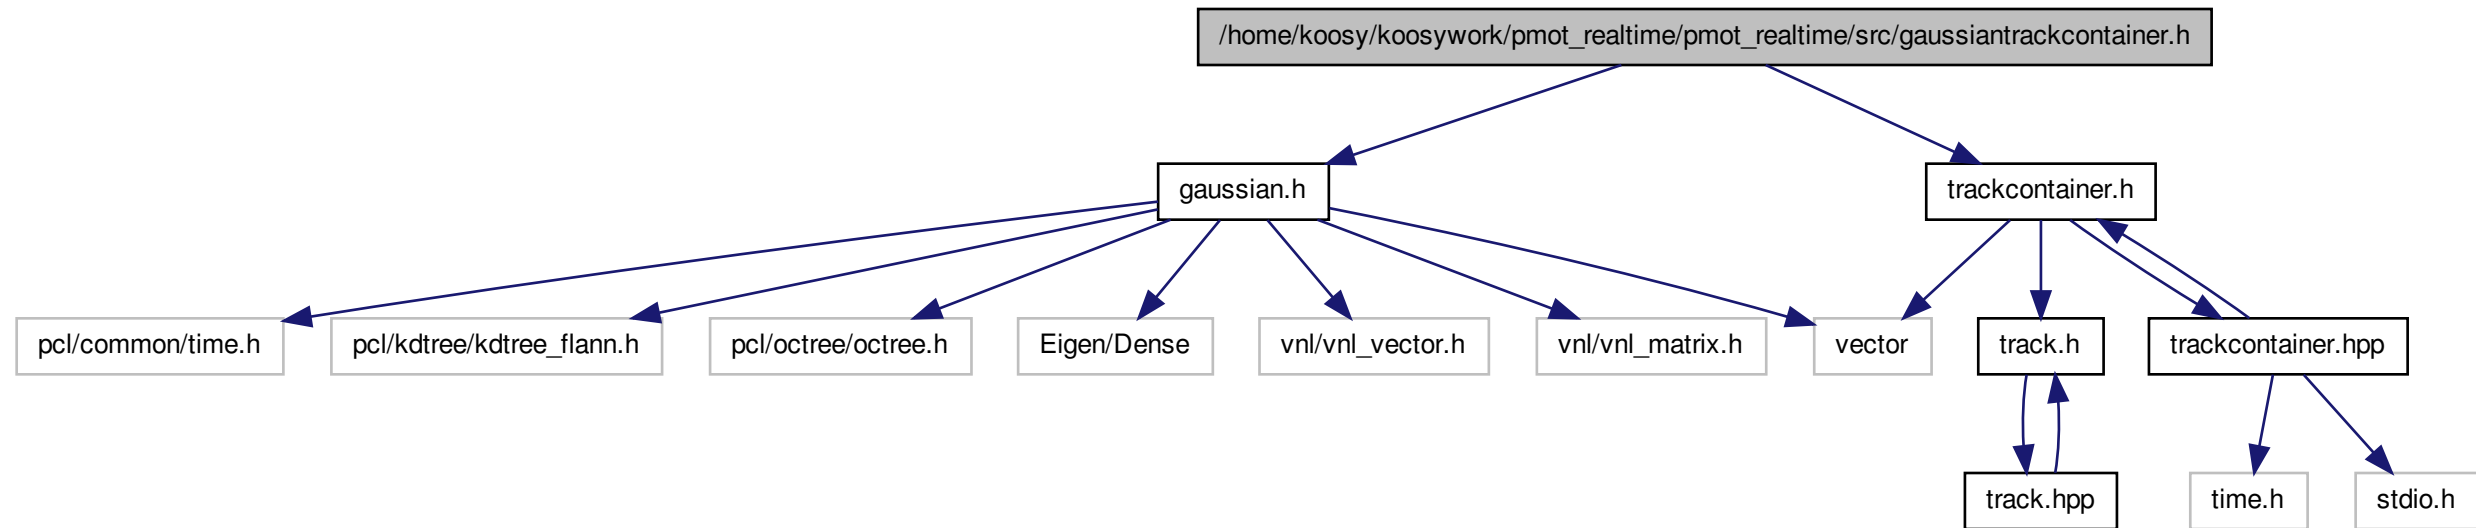 /home/koosy/koosywork/pmot_realtime/pmot_realtime/src/gaussiantrackcontainer.h
gaussian.h
trackcontainer.h
pcl/common/time.h
pcl/kdtree/kdtree_flann.h
pcl/octree/octree.h
Eigen/Dense
vnl/vnl_vector.h
vnl/vnl_matrix.h
vector
track.h
trackcontainer.hpp
track.hpp
time.h
stdio.h